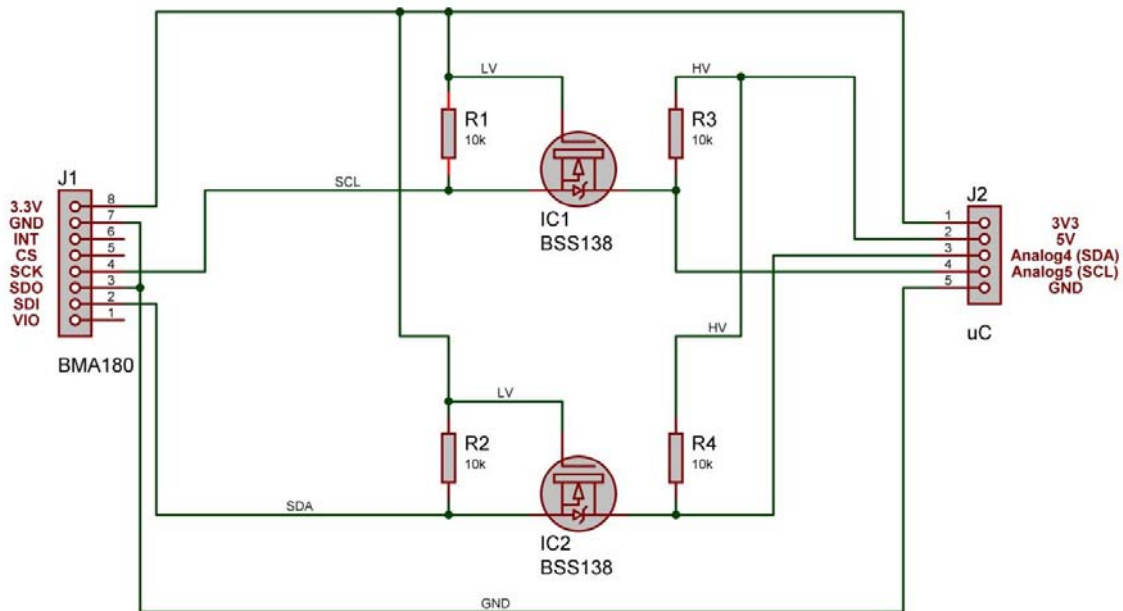 LV
HV
R1
10k
R3
10k
SCL
J1
J2
3.3V 8
GND 7
INT 6
CS 5
SCK 4
SDO 3
SDI 2
VIO 1
BMA180
IC1
BSS138
1 3V3
2 5V
3 Analog4 (SDA)
4 Analog5 (SCL)
5 GND
uC
HV
LV
R2
10k
R4
10k
SDA
IC2
BSS138
GND